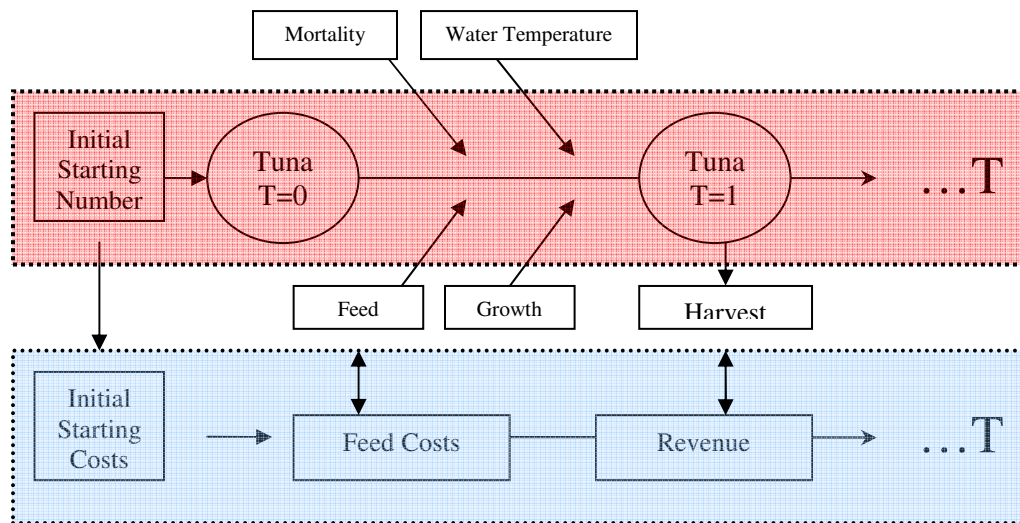 Mortality
Water Temperature
Initial
Starting
Number
Tuna
T=0
Tuna
T=1
...T
Feed
Growth
Harvest
Initial
Starting
Costs
Feed Costs
Revenue
...T